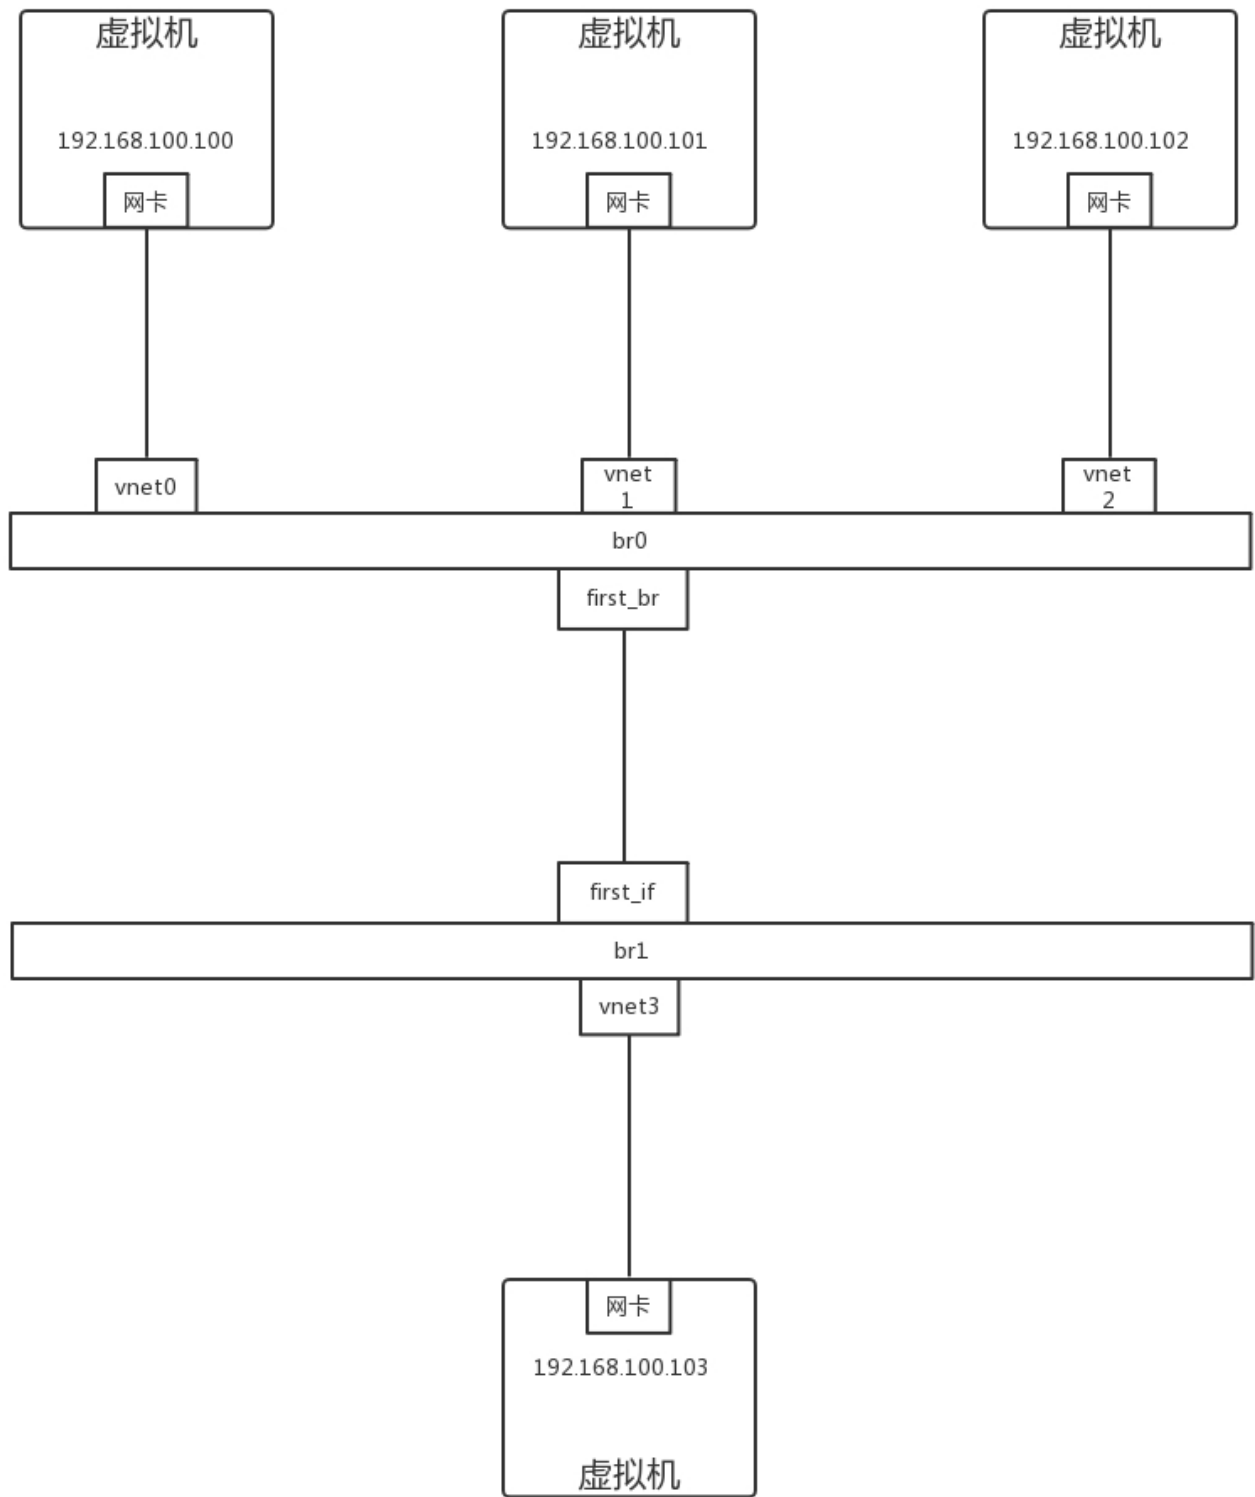 虚拟机
虚拟机
虚拟机
192.168.100.100
192.168.100.101
192.168.100.102
网卡
网卡
网卡
vnet0
vnet
1
vnet
2
br0
first_br
first_if
br1
vnet3
网卡
192.168.100.103
虚拟机